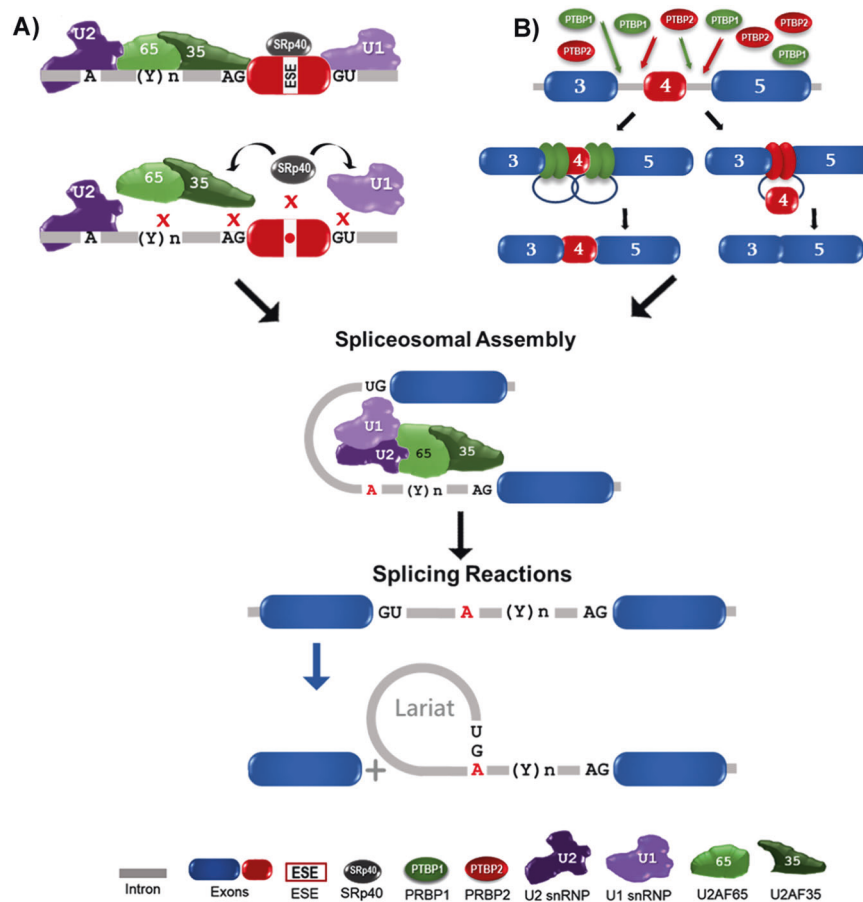 A)
U2
65
35
SRp40
U1
A
(Y)n
AG
ESE
GU
65
35
SRp40
U2
U1
x
x
x
x
A
(Y)n
AG
GU
B)
PTBP1
PTBP1
PTBP2
PTBP1
PTBP2
PTBP2
PTBP2
PTBP1
3
4
5
3
4
5
3
5
4
3
4
5
3
5
Spliceosomal Assembly
UG
U1
U2
65
35
A
(Y)n
AG
Splicing Reactions
GU
A
(Y)n
AG
Lariat
U
G
+
A
(Y)n
AG
ESE
SRp40
PTBP1
PTBP2
U2
U1
65
35
Intron
Exons
ESE
SRp40
PRBP1
PRBP2
U2 snRNP
U1 snRNP
U2AF65
U2AF35